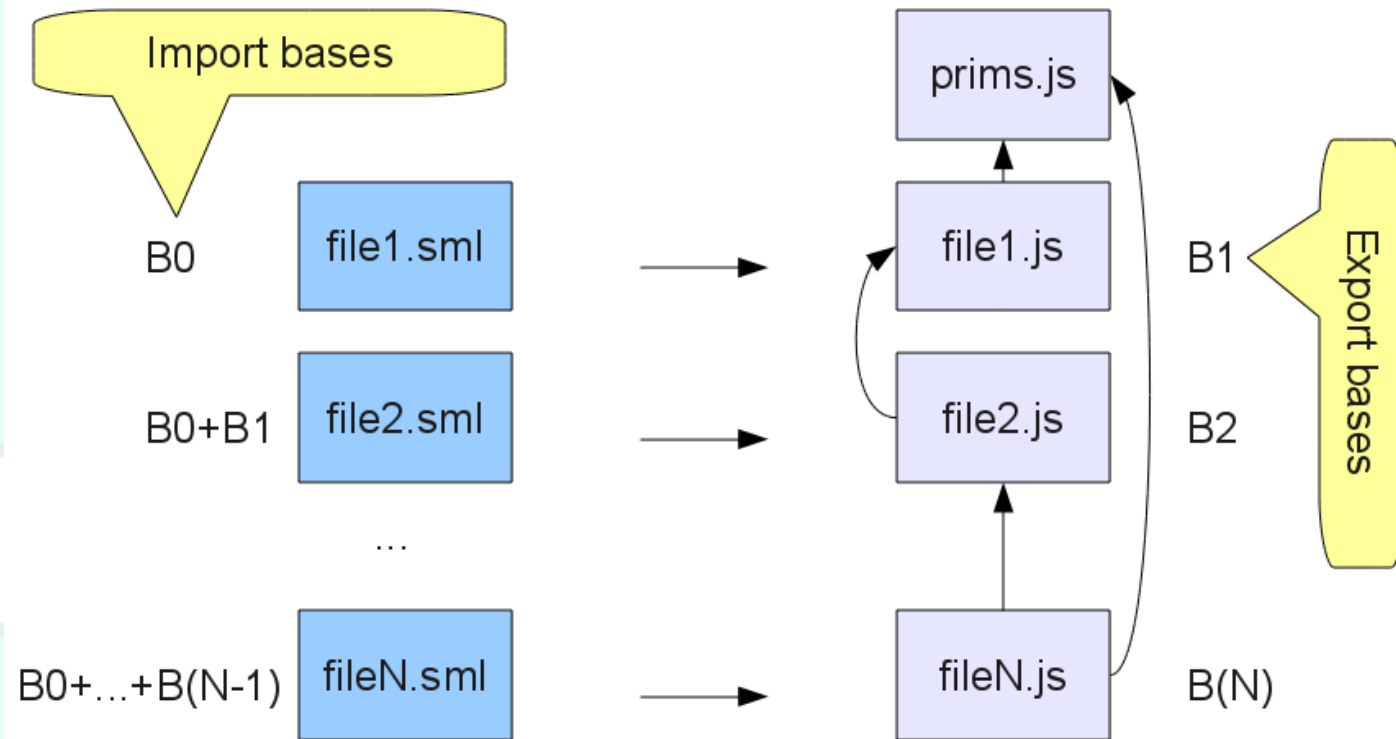 Import bases
prims.js
B0
file1.sml
file1.js
B1
Export bases
B0+B1
file2.sml
file2.js
B2
...
B0+...+B(N-1)
fileN.sml
fileN.js
B(N)